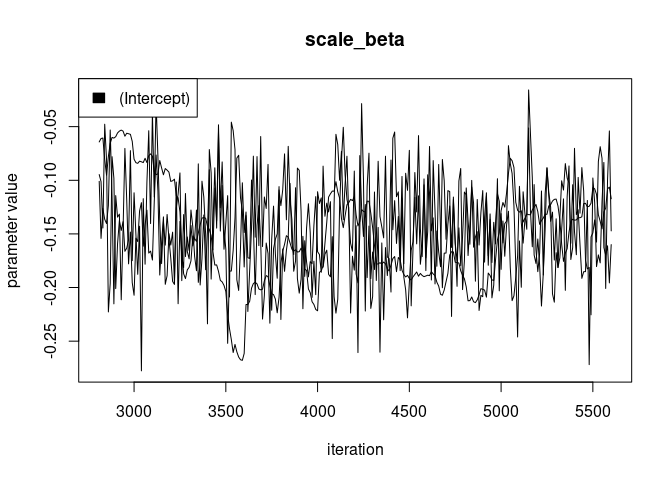 scale_beta
(Intercept)
parameter value
-0.05
-0.10
-0.15
-0.20
-0.25
3000 3500 4000 4500 5000 5500
iteration